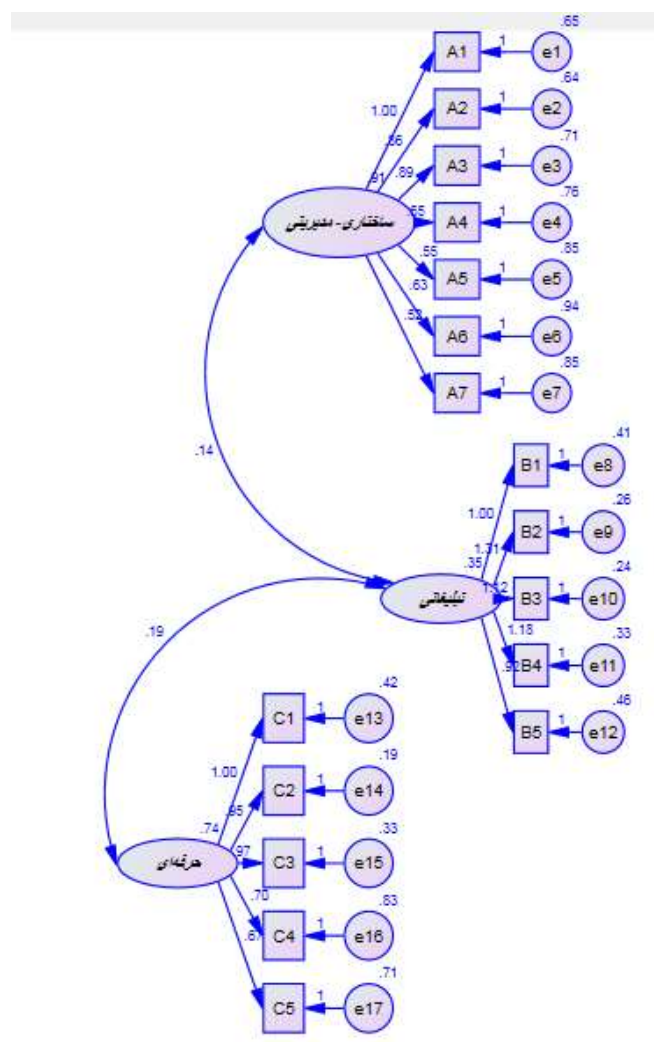 .65
A1 1 e1
.64
1.00 A2 1 e2
.86 .71
.91 .89 A3 1 e3
.76
ساختاری- مدیریتی A4 1 e4
.55 .85
.63 A5 1 e5
.94
A6 1 e6
.85
A7 1 e7
.14
.41
B1 1 e8
1.00 .26
B2 1 e9
.35 .24
تبلیغاتی B3 1 e10
1.18 .33
.92 B4 1 e11
.19 .46
B5 1 e12
.42
C1 1 e13
1.00 .19
.95 C2 1 e14
.74 .33
حرفه‌ای .97 C3 1 e15
.70 .83
C4 1 e16
.71
C5 1 e17